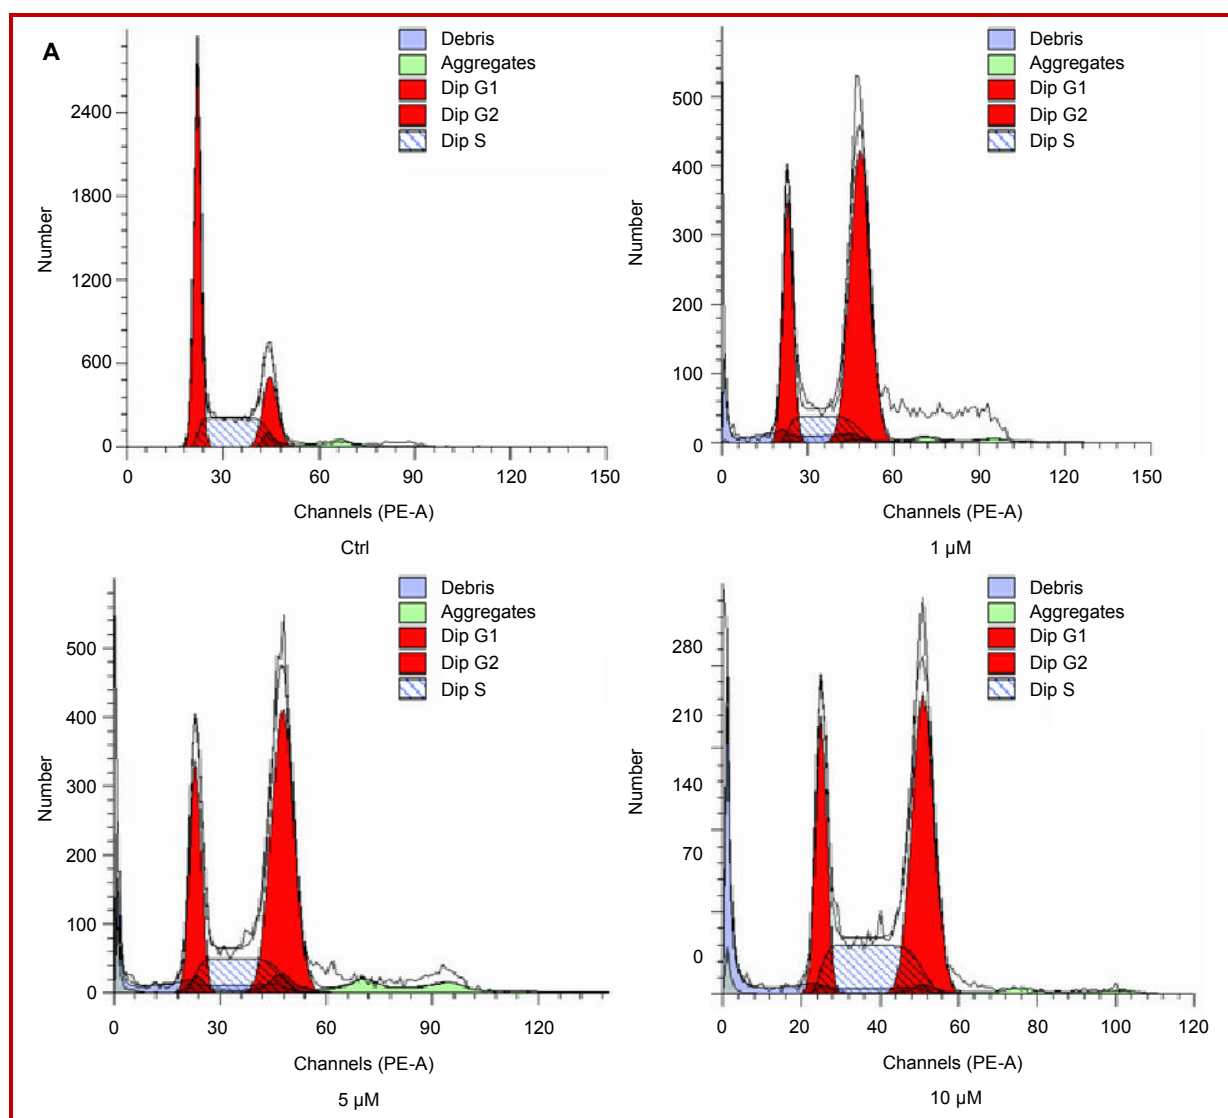 A
Debris
Aggregates
Dip G1
Dip G2
Dip S
2400
1800
1200
600
0
Number
0 30 60 90 120 150
Channels (PE-A)
Ctrl
Debris
Aggregates
Dip G1
Dip G2
Dip S
500
400
300
200
100
0
Number
0 30 60 90 120 150
Channels (PE-A)
1 µM
Debris
Aggregates
Dip G1
Dip G2
Dip S
500
400
300
200
100
0
Number
0 30 60 90 120
Channels (PE-A)
5 µM
Debris
Aggregates
Dip G1
Dip G2
Dip S
280
210
140
70
0
Number
0 20 40 60 80 100 120
Channels (PE-A)
10 µM